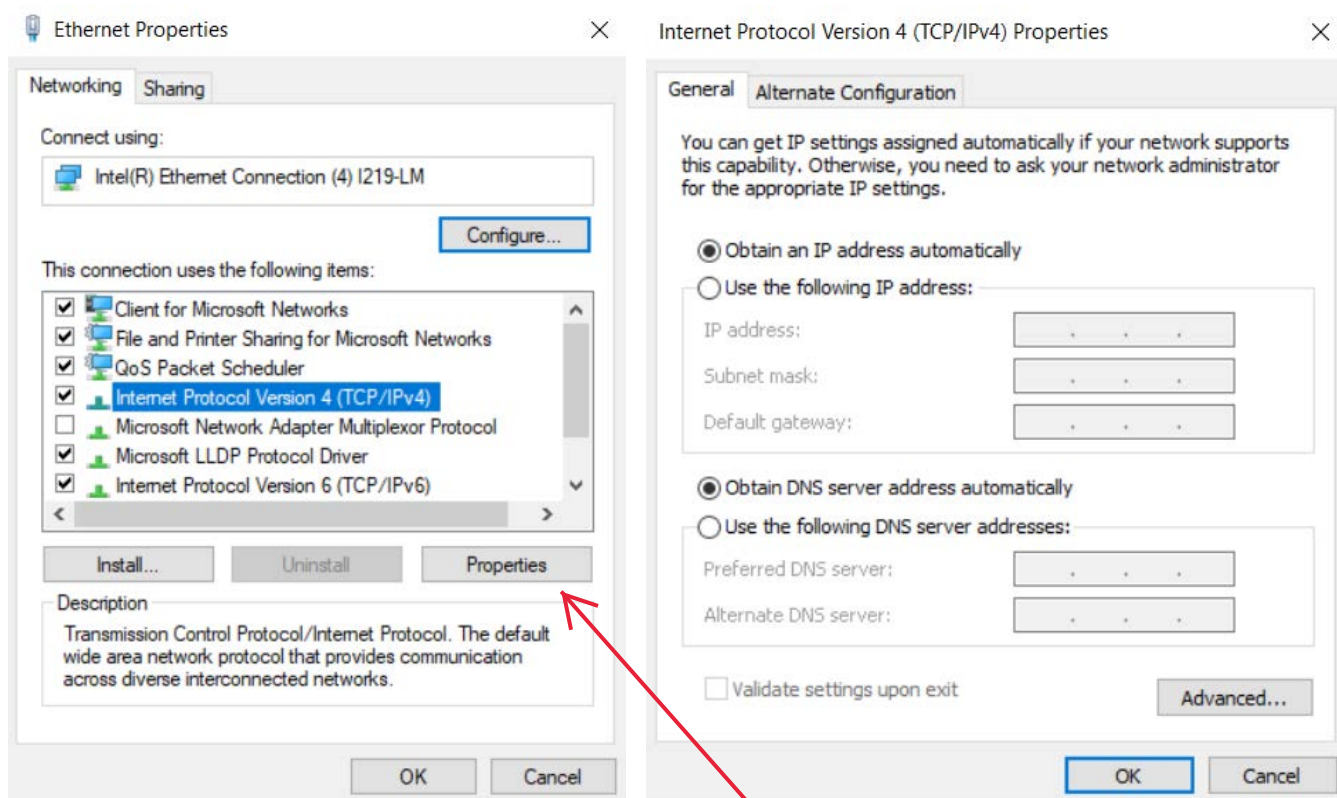 Ethernet Properties
Networking
Sharing
Connect using:
Intel(R) Ethernet Connection (4) I219-LM
Configure...
This connection uses the following items:
Client for Microsoft Networks
File and Printer Sharing for Microsoft Networks
QoS Packet Scheduler
Internet Protocol Version 4 (TCP/IPv4)
Microsoft Network Adapter Multiplexor Protocol
Microsoft LLDP Protocol Driver
Internet Protocol Version 6 (TCP/IPv6)
Install...
Uninstall
Properties
Description
Transmission Control Protocol/Internet Protocol. The default
wide area network protocol that provides communication
across diverse interconnected networks.
OK
Cancel
Internet Protocol Version 4 (TCP/IPv4) Properties
General
Alternate Configuration
You can get IP settings assigned automatically if your network supports
this capability. Otherwise, you need to ask your network administrator
for the appropriate IP settings.
Obtain an IP address automatically
Use the following IP address:
IP address:
Subnet mask:
Default gateway:
Obtain DNS server address automatically
Use the following DNS server addresses:
Preferred DNS server:
Alternate DNS server:
Validate settings upon exit
Advanced...
OK
Cancel